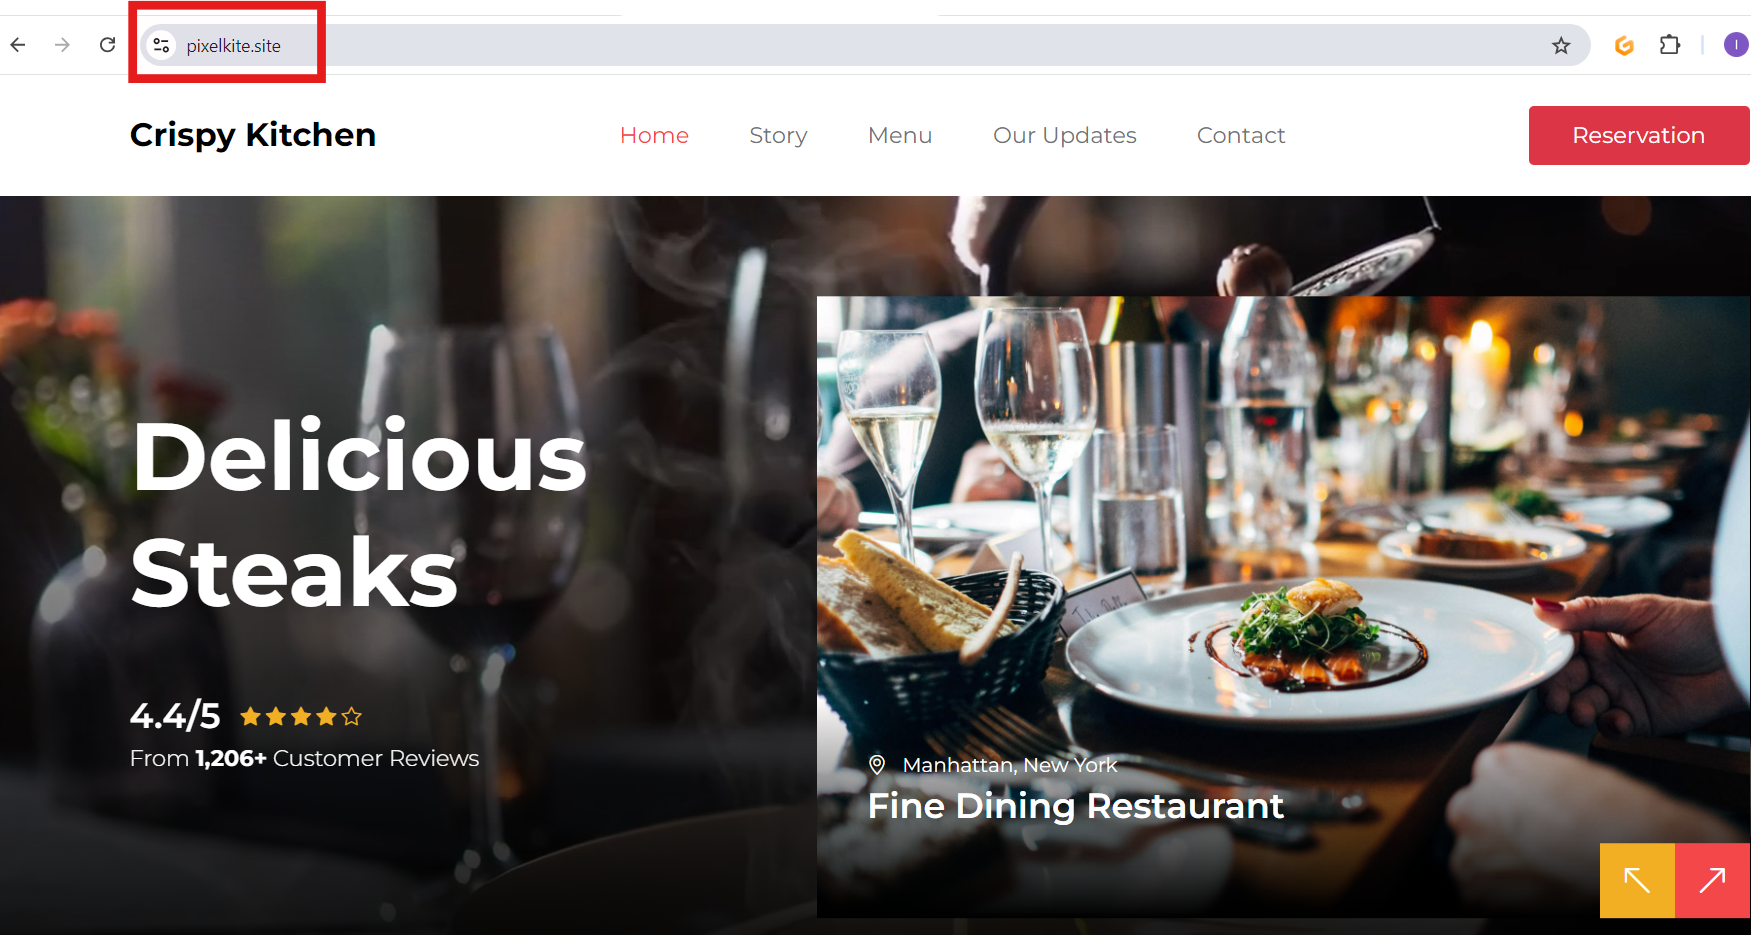 pixelkite.site
Crispy Kitchen
Home
Story
Menu
Our Updates
Contact
Reservation
Delicious
Steaks
4.4/5
From 1,206+ Customer Reviews
Manhattan, New York
Fine Dining Restaurant
I